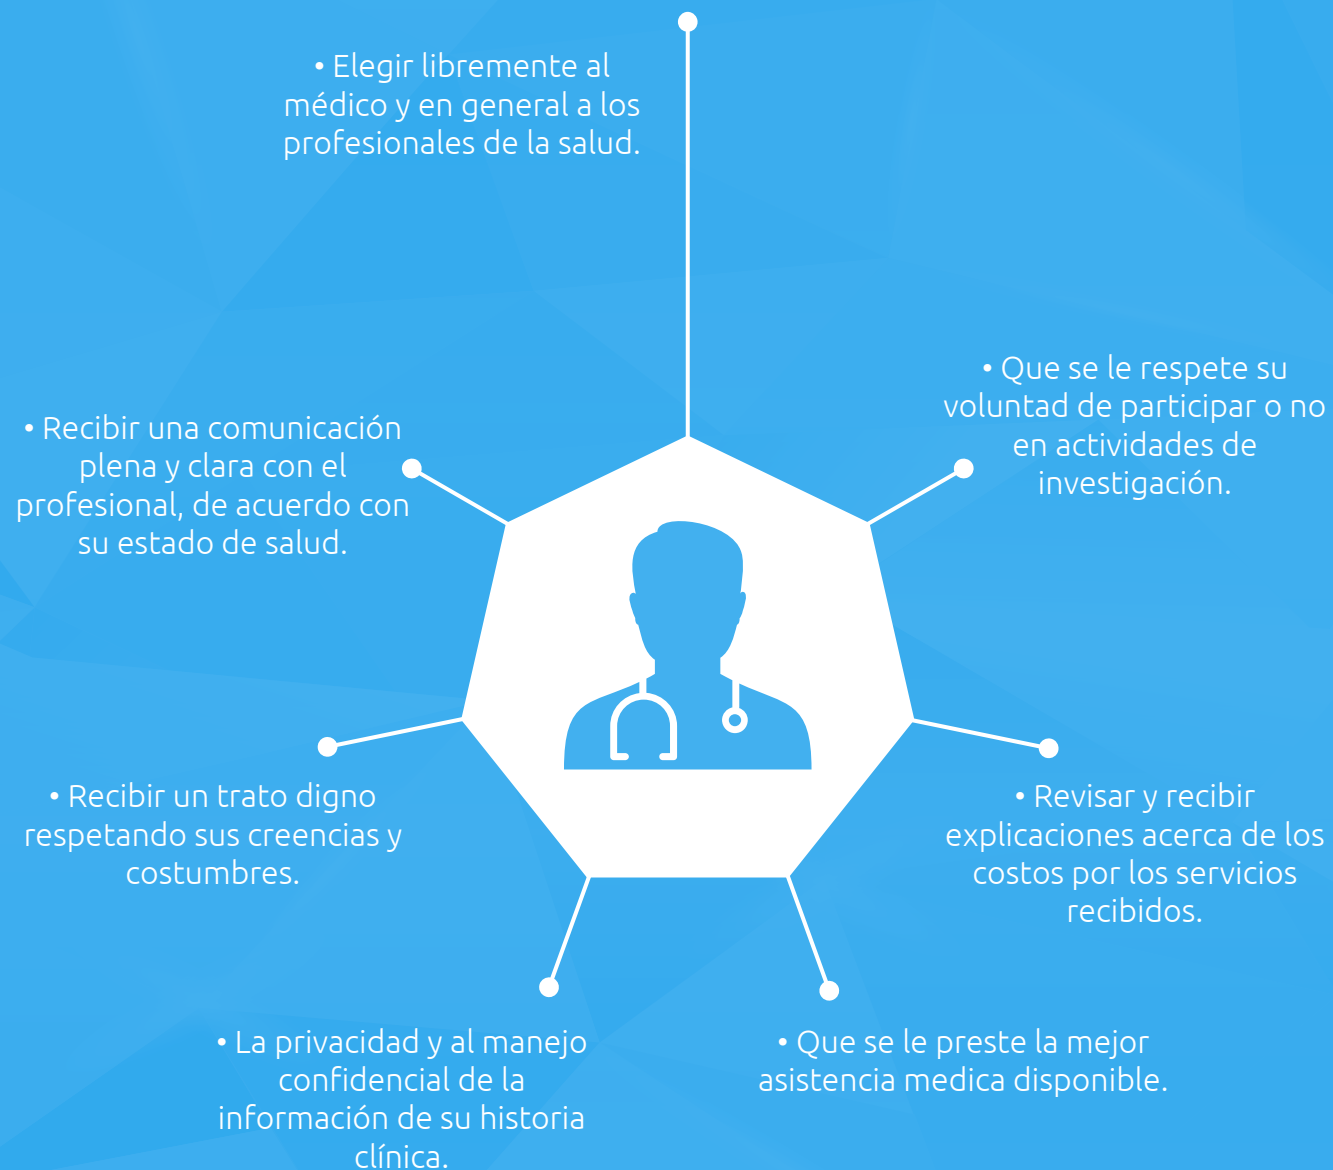 • Elegir libremente al
médico y en general a los
profesionales de la salud.
• Que se le respete su
voluntad de participar o no
en actividades de
investigación.
• Recibir una comunicación
plena y clara con el
profesional, de acuerdo con
su estado de salud.
• Recibir un trato digno
respetando sus creencias y
costumbres.
• Revisar y recibir
explicaciones acerca de los
costos por los servicios
recibidos.
• La privacidad y al manejo
confidencial de la
información de su historia
clínica.
• Que se le preste la mejor
asistencia medica disponible.